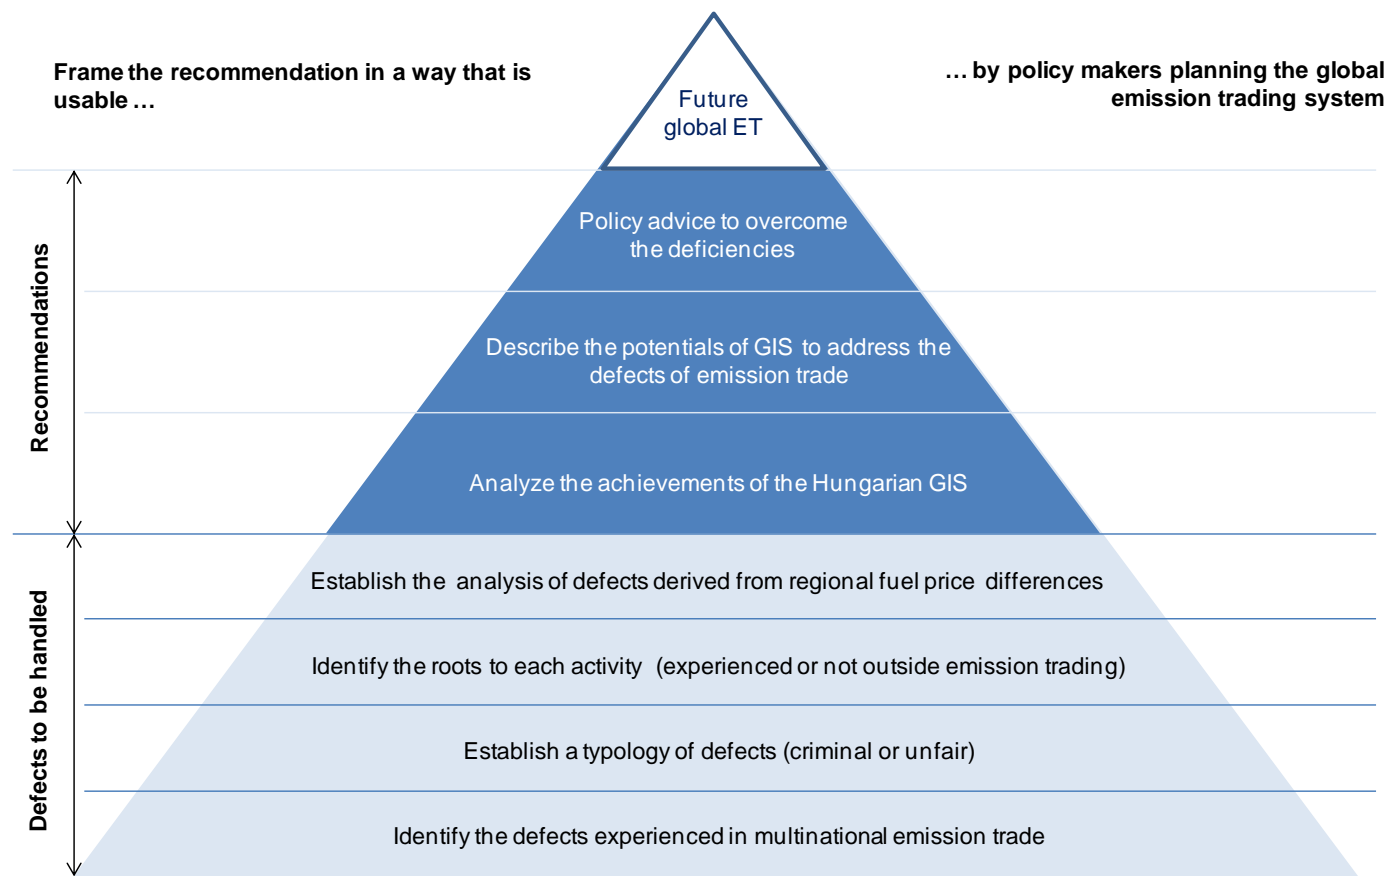 Frame the recommendation in a way that is
usable …
… by policy makers planning the global
emission trading system
Future
global ET
Recommendations
Policy advice to overcome
the deficiencies
Describe the potentials of GIS to address the
defects of emission trade
Analyze the achievements of the Hungarian GIS
Defects to be handled
Establish the analysis of defects derived from regional fuel price differences
Identify the roots to each activity (experienced or not outside emission trading)
Establish a typology of defects (criminal or unfair)
Identify the defects experienced in multinational emission trade